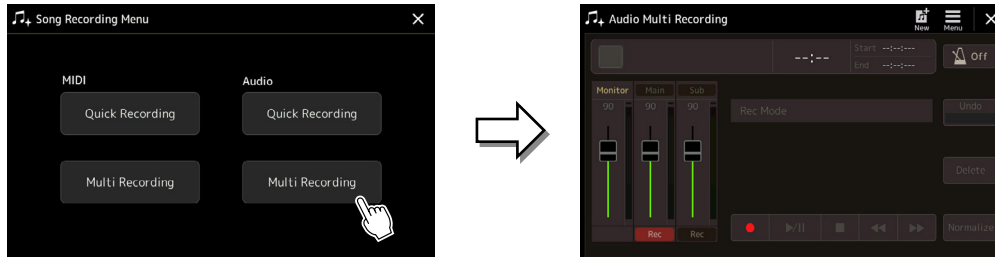 Song Recording Menu
MIDI
Audio
Quick Recording
Quick Recording
Multi Recording
Multi Recording
Audio Multi Recording
New
Menu
--:--
Start --:--:---
End --:--:---
Off
Monitor
Main
Sub
90
90
90
Rec Mode
Undo
Delete
Rec
Rec
Normalize